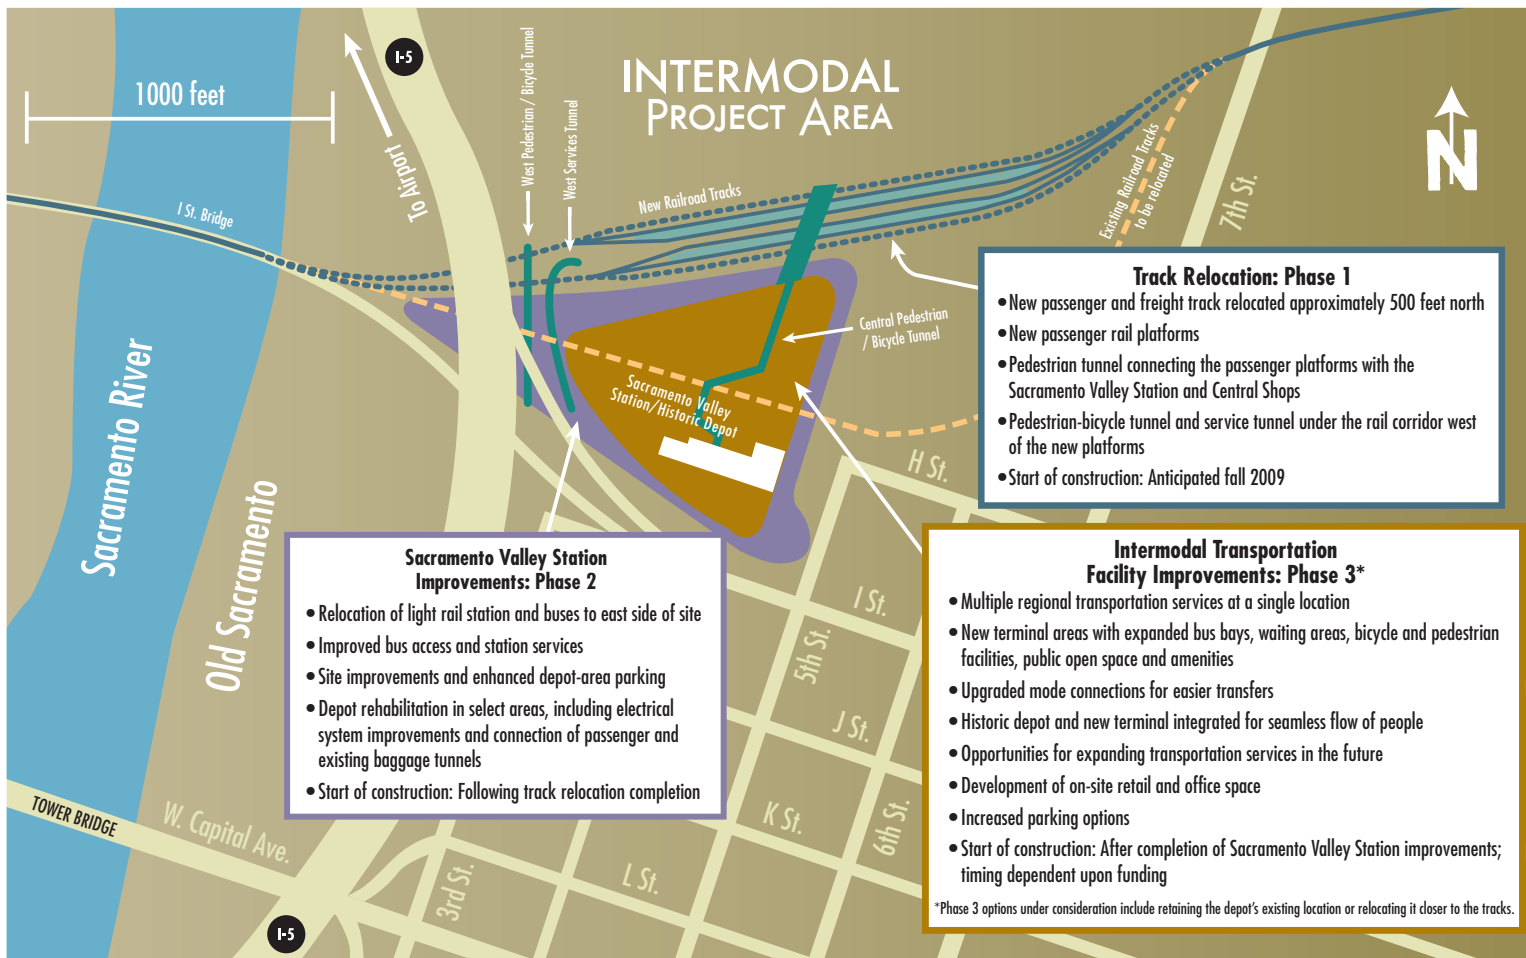 INTERMODAL
PROJECT AREA
1000 feet
I-5
To Airport
West Pedestrian / Bicycle Tunnel
West Services Tunnel
New Railroad Tracks
I St. Bridge
Existing Railroad Tracks
to be relocated
7th St.
N
Central Pedestrian
/ Bicycle Tunnel
Sacramento Valley
Station/Historic Depot
Sacramento River
Old Sacramento
H St.
I St.
5th St.
J St.
6th St.
K St.
L St.
3rd St.
TOWER BRIDGE
W. Capital Ave.
I-5
Track Relocation: Phase 1
• New passenger and freight track relocated approximately 500 feet north
• New passenger rail platforms
• Pedestrian tunnel connecting the passenger platforms with the
Sacramento Valley Station and Central Shops
• Pedestrian-bicycle tunnel and service tunnel under the rail corridor west
of the new platforms
• Start of construction: Anticipated fall 2009
Sacramento Valley Station
Improvements: Phase 2
• Relocation of light rail station and buses to east side of site
• Improved bus access and station services
• Site improvements and enhanced depot-area parking
• Depot rehabilitation in select areas, including electrical
system improvements and connection of passenger and
existing baggage tunnels
• Start of construction: Following track relocation completion
Intermodal Transportation
Facility Improvements: Phase 3*
• Multiple regional transportation services at a single location
• New terminal areas with expanded bus bays, waiting areas, bicycle and pedestrian
facilities, public open space and amenities
• Upgraded mode connections for easier transfers
• Historic depot and new terminal integrated for seamless flow of people
• Opportunities for expanding transportation services in the future
• Development of on-site retail and office space
• Increased parking options
• Start of construction: After completion of Sacramento Valley Station improvements;
timing dependent upon funding
*Phase 3 options under consideration include retaining the depot's existing location or relocating it closer to the tracks.